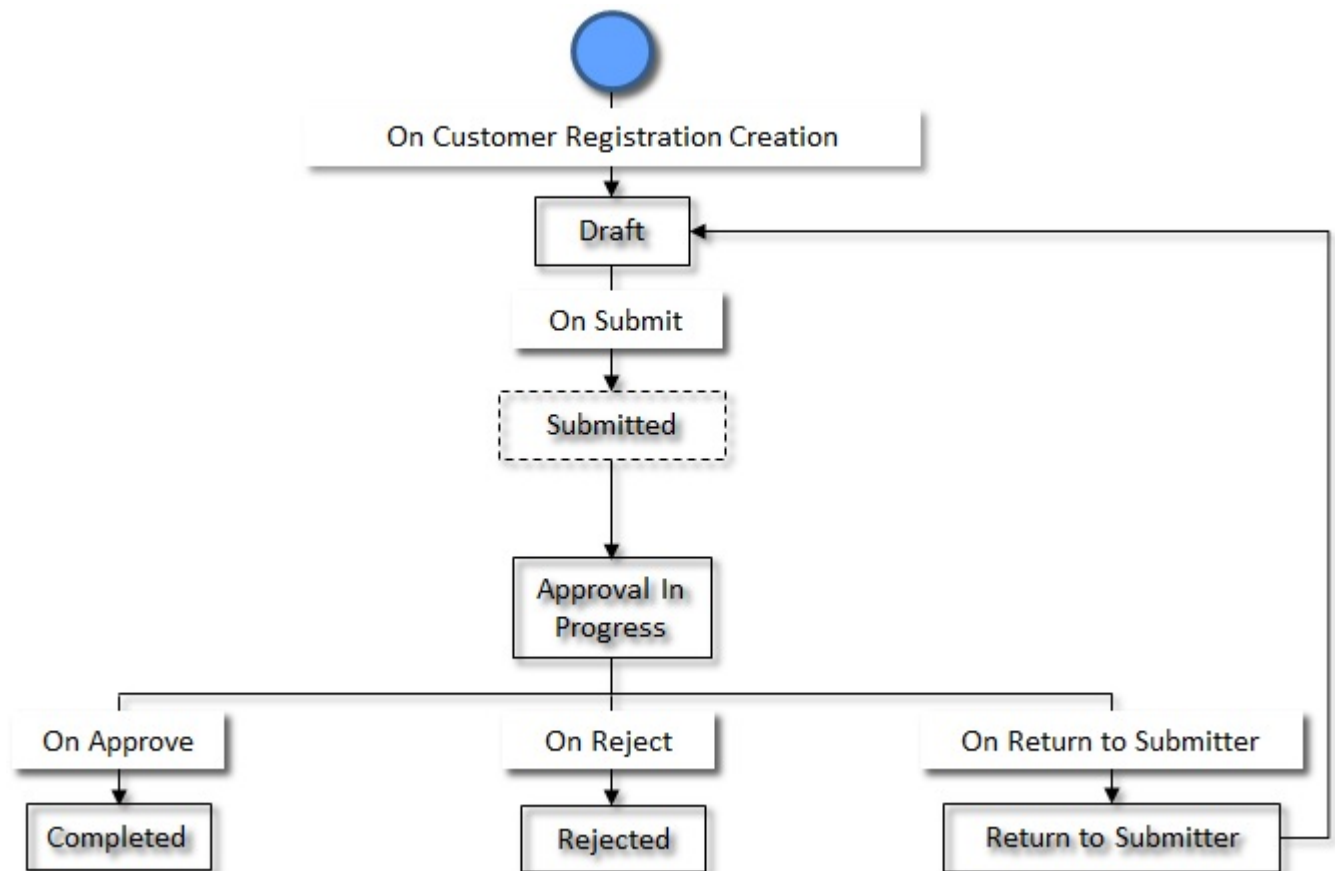 On Customer Registration Creation
Draft
On Submit
Submitted
Approval In
Progress
On Approve
On Reject
On Return to Submitter
Completed
Rejected
Return to Submitter